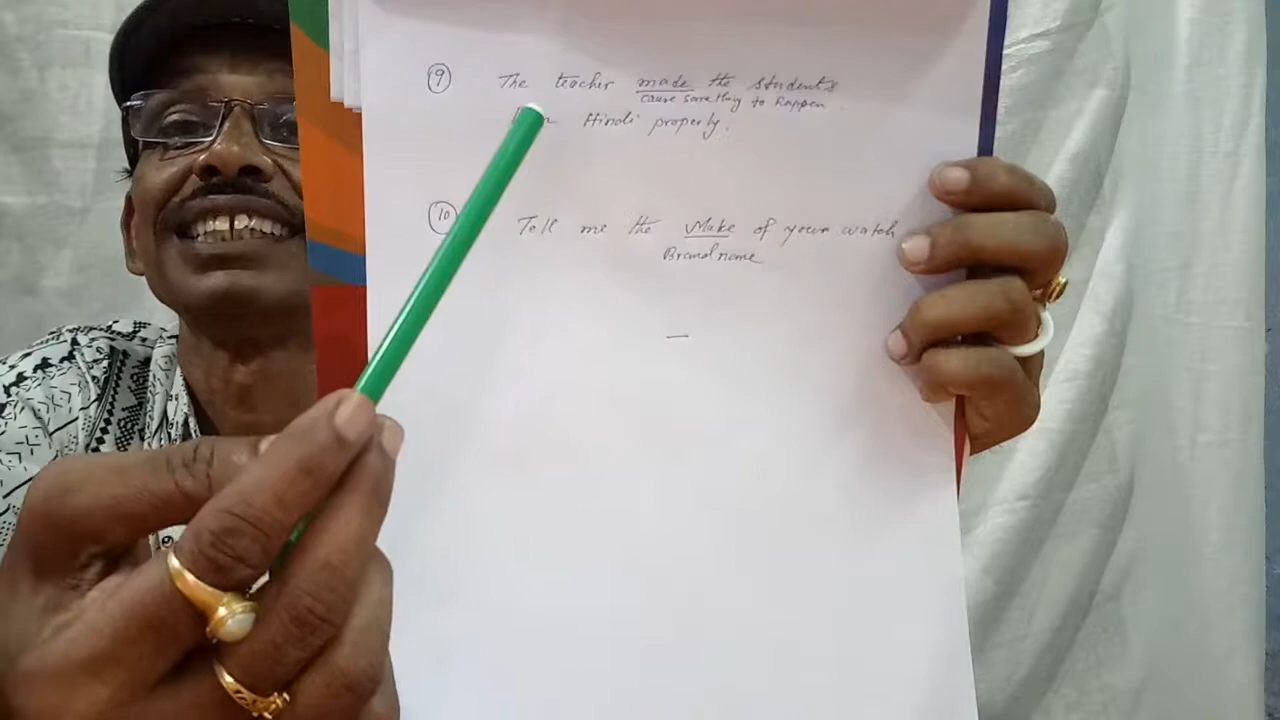 9 The teacher made the students
cause something to happen.
Hindi properly.
10 Tell me the Make of your watch
Brand name